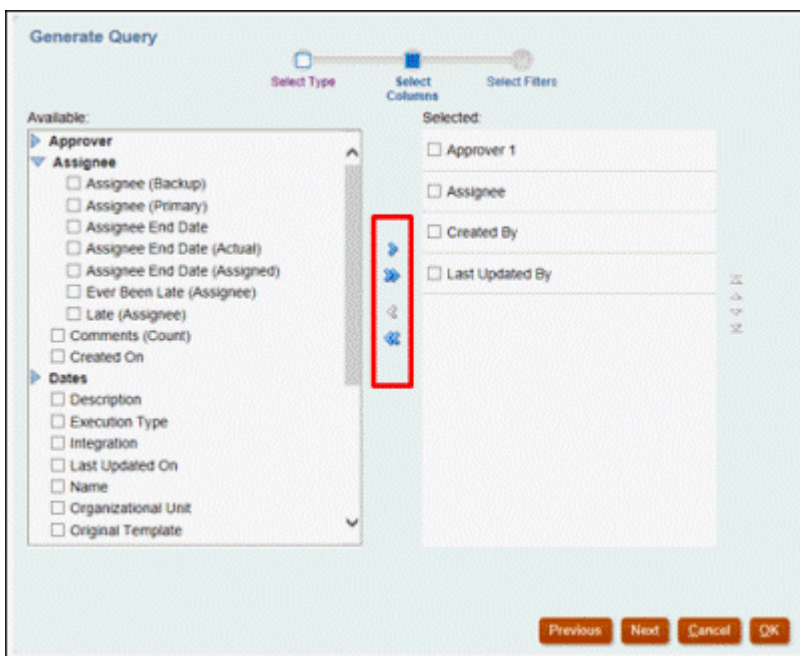 Generate Query
Select Type
Select
Columns
Select Filters
Available:
Approver
Assignee
Assignee (Backup)
Assignee (Primary)
Assignee End Date
Assignee End Date (Actual)
Assignee End Date (Assigned)
Ever Been Late (Assignee)
Late (Assignee)
Comments (Count)
Created On
Dates
Description
Execution Type
Integration
Last Updated On
Name
Organizational Unit
Original Template
Selected:
Approver 1
Assignee
Created By
Last Updated By
Previous
Next
Cancel
OK